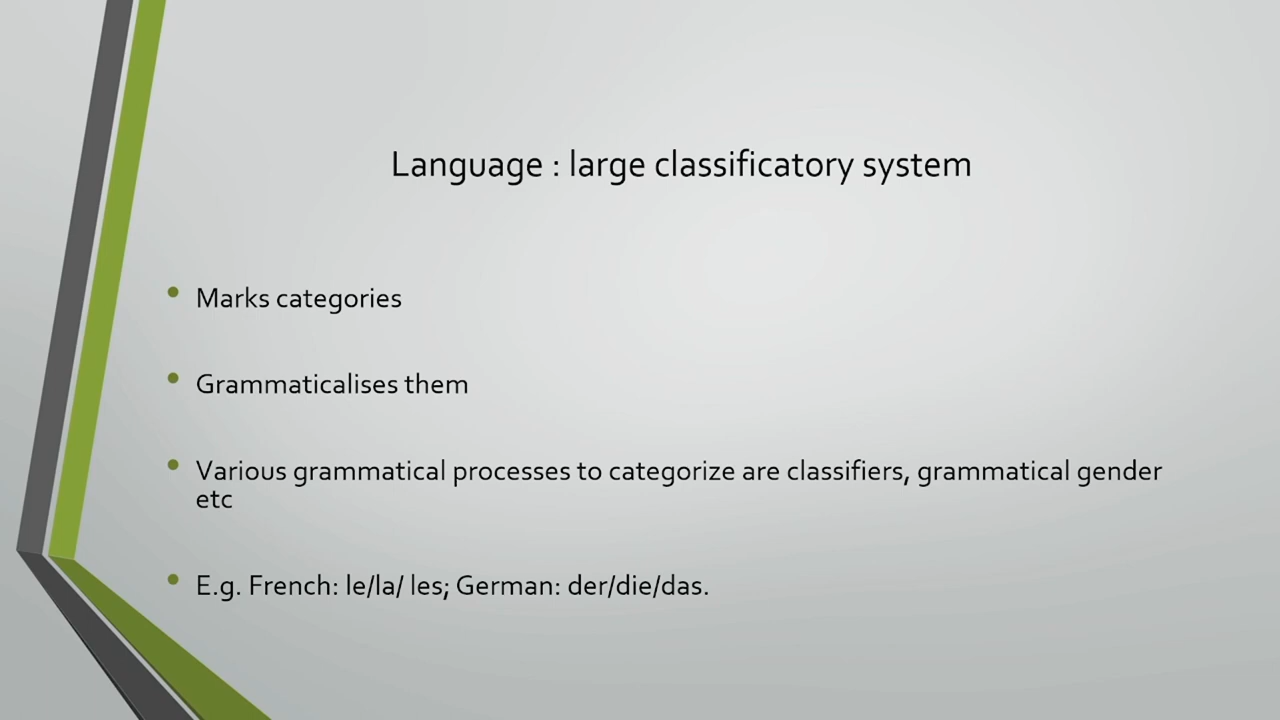 Language : large classificatory system
• Marks categories
• Grammaticalises them
• Various grammatical processes to categorize are classifiers, grammatical gender
etc
• E.g. French: le/la/ les; German: der/die/das.